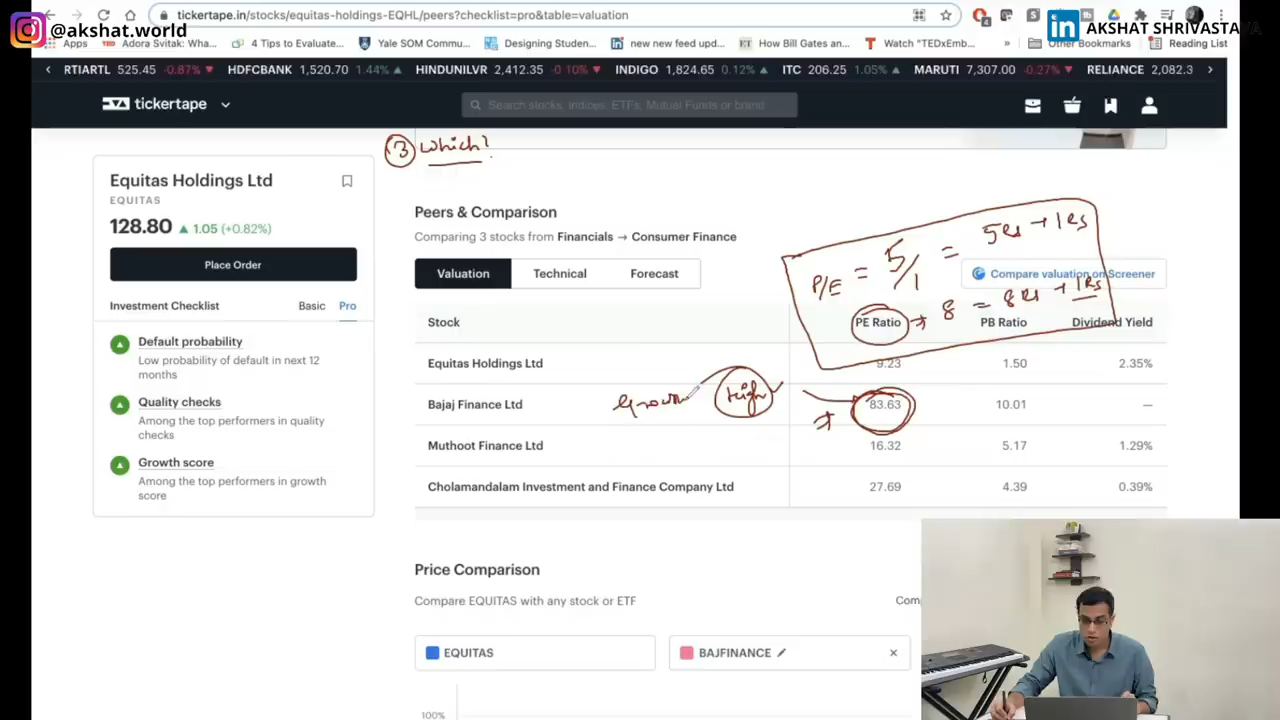 @akshat.world
AKSHAT SHRIVASTAVA
tickertape.in/stocks/equitas-holdings-EQHL/peers?checklist=pro&table=valuation
Apps Adora Svitak: Wha... 4 Tips to Evaluate... Yale SOM Commu... Designing Studen... new new feed upd... How Bill Gates an... Watch "TEDxEmb... » Other Bookmarks Reading List
RTIARTL 525.45 -0.87% HDFCBANK 1,520.70 1.44% HINDUNILVR 2,412.35 -0.10% INDIGO 1,824.65 0.12% ITC 206.25 1.05% MARUTI 7,307.00 -0.27% RELIANCE 2,082.3
tickertape
Search stocks, indices, ETFs, Mutual Funds or brand
③ which?
Equitas Holdings Ltd
EQUITAS
128.80 1.05 (+0.82%)
Place Order
Investment Checklist Basic Pro
Default probability
Low probability of default in next 12
months
Quality checks
Among the top performers in quality
checks
Growth score
Among the top performers in growth
score
Peers & Comparison
Comparing 3 stocks from Financials → Consumer Finance
Valuation Technical Forecast
Compare valuation on Screener
P/E = 5/1 = 5Rs → 1Rs
→ 8 = 8Rs → 1Rs
Stock PE Ratio PB Ratio Dividend Yield
Equitas Holdings Ltd 9.23 1.50 2.35%
Growth High
Bajaj Finance Ltd 83.63 10.01 —
Muthoot Finance Ltd 16.32 5.17 1.29%
Cholamandalam Investment and Finance Company Ltd 27.69 4.39 0.39%
Price Comparison
Compare EQUITAS with any stock or ETF Com
EQUITAS
BAJFINANCE ×
100%